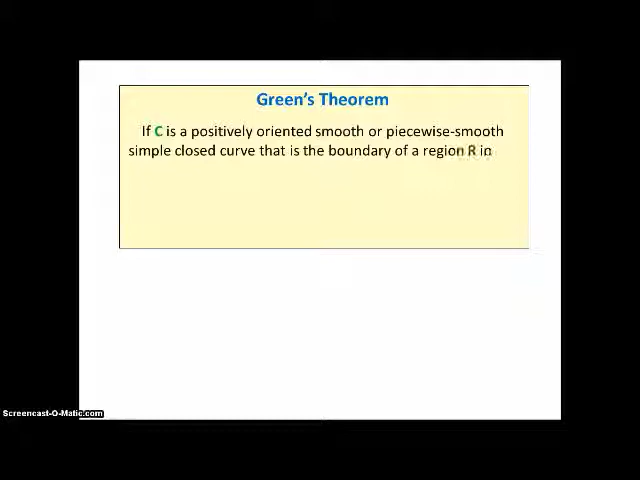 Green's Theorem
If C is a positively oriented smooth or piecewise-smooth
simple closed curve that is the boundary of a region R in
Screencast-O-Matic.com